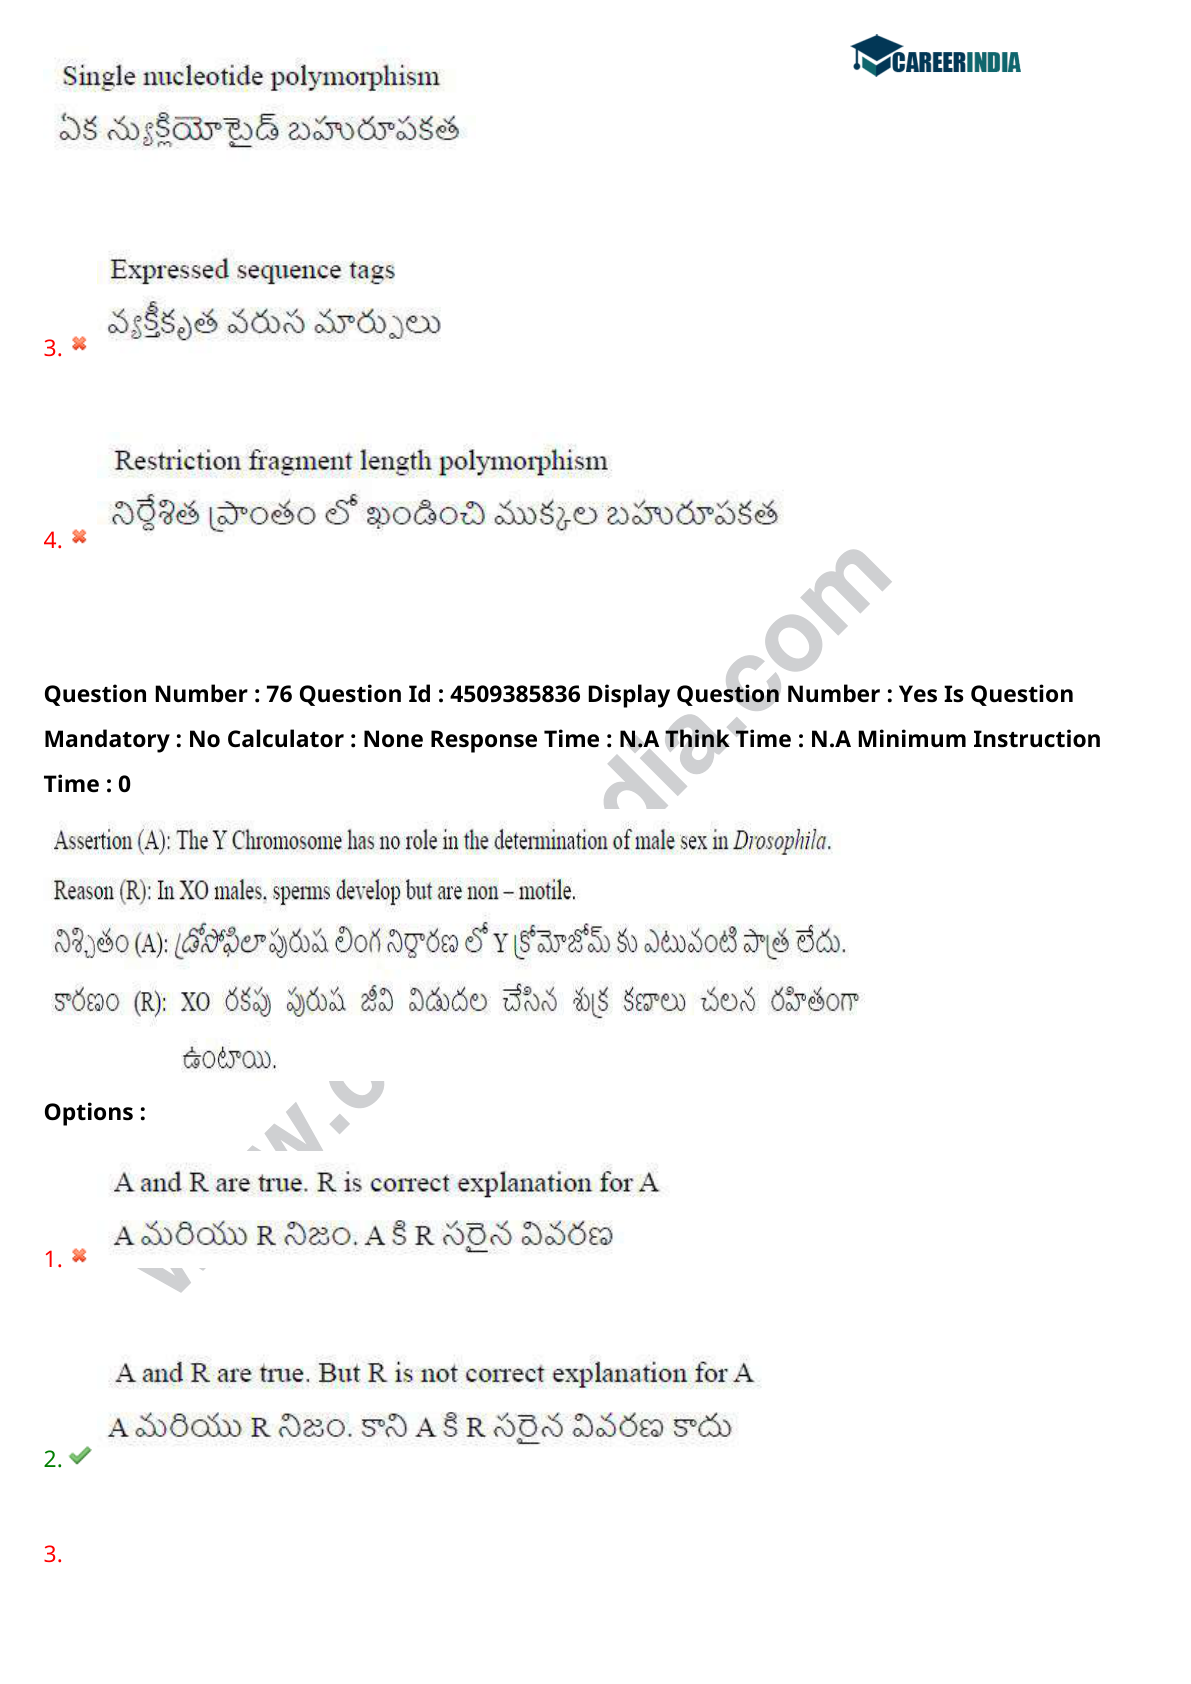 CAREERINDIA
Single nucleotide polymorphism
ఏక న్యుక్లియోటైడ్ బహురూపకత
Expressed sequence tags
వ్యక్తీకృత వరుస మార్పులు
3.
Restriction fragment length polymorphism
నిర్దేశిత ప్రాంతం లో ఖండించి ముక్కల బహురూపకత
4.
Question Number : 76 Question Id : 4509385836 Display Question Number : Yes Is Question
Mandatory : No Calculator : None Response Time : N.A Think Time : N.A Minimum Instruction
Time : 0
Assertion (A): The Y Chromosome has no role in the determination of male sex in Drosophila.
Reason (R): In XO males, sperms develop but are non – motile.
నిశ్చితం (A): డ్రోసోఫిలా పురుష లింగ నిర్ధారణ లో Y క్రోమోజోమ్ కు ఎటువంటి పాత్ర లేదు.
కారణం (R): XO రకపు పురుష జీవి విడుదల చేసిన శుక్ర కణాలు చలన రహితంగా
ఉంటాయి.
Options :
A and R are true. R is correct explanation for A
A మరియు R నిజం. A కి R సరైన వివరణ
1.
A and R are true. But R is not correct explanation for A
A మరియు R నిజం. కాని A కి R సరైన వివరణ కాదు
2.
3.